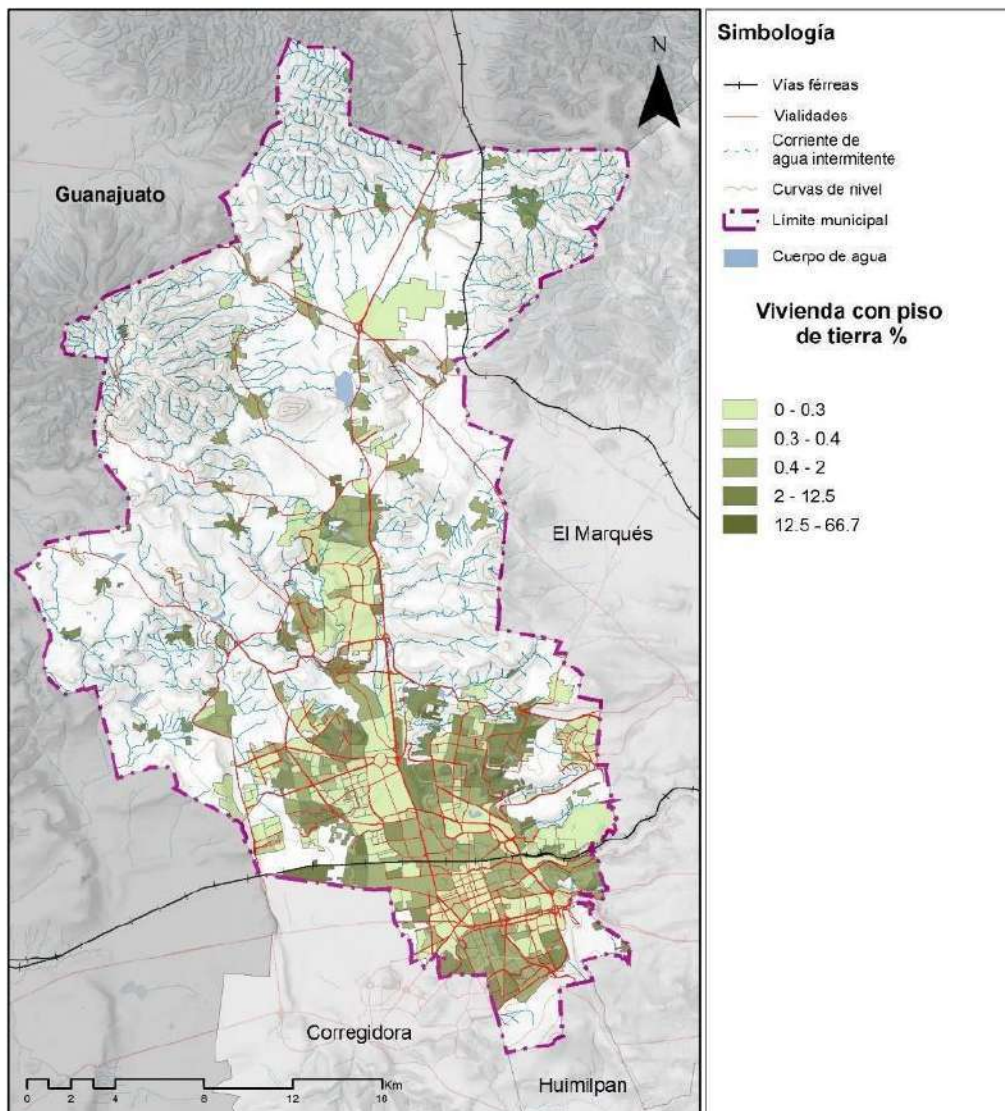 N
Guanajuato
El Marqués
Corregidora
Huimilpan
Km
0 2 4 8 12 16
Simbología
Vías férreas
Vialidades
Corriente de
agua intermitente
Curvas de nivel
Límite municipal
Cuerpo de agua
Vivienda con piso
de tierra %
0 - 0.3
0.3 - 0.4
0.4 - 2
2 - 12.5
12.5 - 66.7